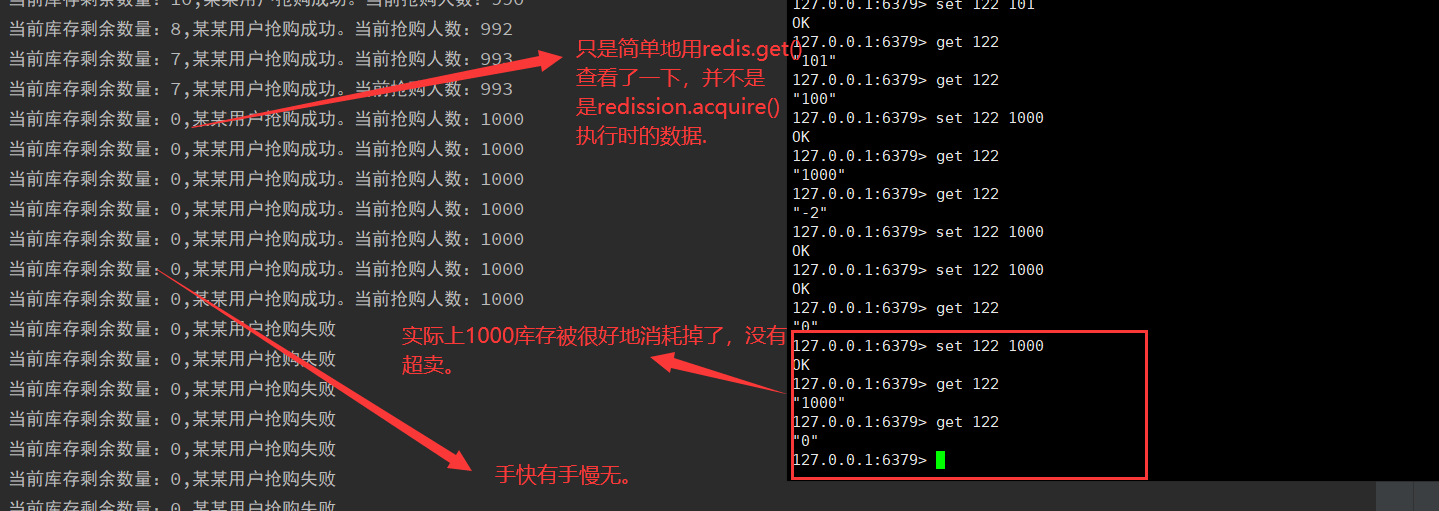 当前库存剩余数量：10,某某用户抢购成功。当前抢购人数：990
当前库存剩余数量：8,某某用户抢购成功。当前抢购人数：992
当前库存剩余数量：7,某某用户抢购成功。当前抢购人数：993
当前库存剩余数量：7,某某用户抢购成功。当前抢购人数：993
当前库存剩余数量：0,某某用户抢购成功。当前抢购人数：1000
当前库存剩余数量：0,某某用户抢购成功。当前抢购人数：1000
当前库存剩余数量：0,某某用户抢购成功。当前抢购人数：1000
当前库存剩余数量：0,某某用户抢购成功。当前抢购人数：1000
当前库存剩余数量：0,某某用户抢购成功。当前抢购人数：1000
当前库存剩余数量：0,某某用户抢购成功。当前抢购人数：1000
当前库存剩余数量：0,某某用户抢购成功。当前抢购人数：1000
当前库存剩余数量：0,某某用户抢购失败
当前库存剩余数量：0,某某用户抢购失败
当前库存剩余数量：0,某某用户抢购失败
当前库存剩余数量：0,某某用户抢购失败
当前库存剩余数量：0,某某用户抢购失败
当前库存剩余数量：0,某某用户抢购失败
当前库存剩余数量：0,某某用户抢购失败
只是简单地用redis.get()
查看了一下，并不是
是redission.acquire()
执行时的数据.
实际上1000库存被很好地消耗掉了，没有
超卖。
手快有手慢无。
127.0.0.1:6379> set 122 101
OK
127.0.0.1:6379> get 122
"101"
127.0.0.1:6379> get 122
"100"
127.0.0.1:6379> set 122 1000
OK
127.0.0.1:6379> get 122
"1000"
127.0.0.1:6379> get 122
"-2"
127.0.0.1:6379> set 122 1000
OK
127.0.0.1:6379> set 122 1000
OK
127.0.0.1:6379> get 122
"0"
127.0.0.1:6379> set 122 1000
OK
127.0.0.1:6379> get 122
"1000"
127.0.0.1:6379> get 122
"0"
127.0.0.1:6379>